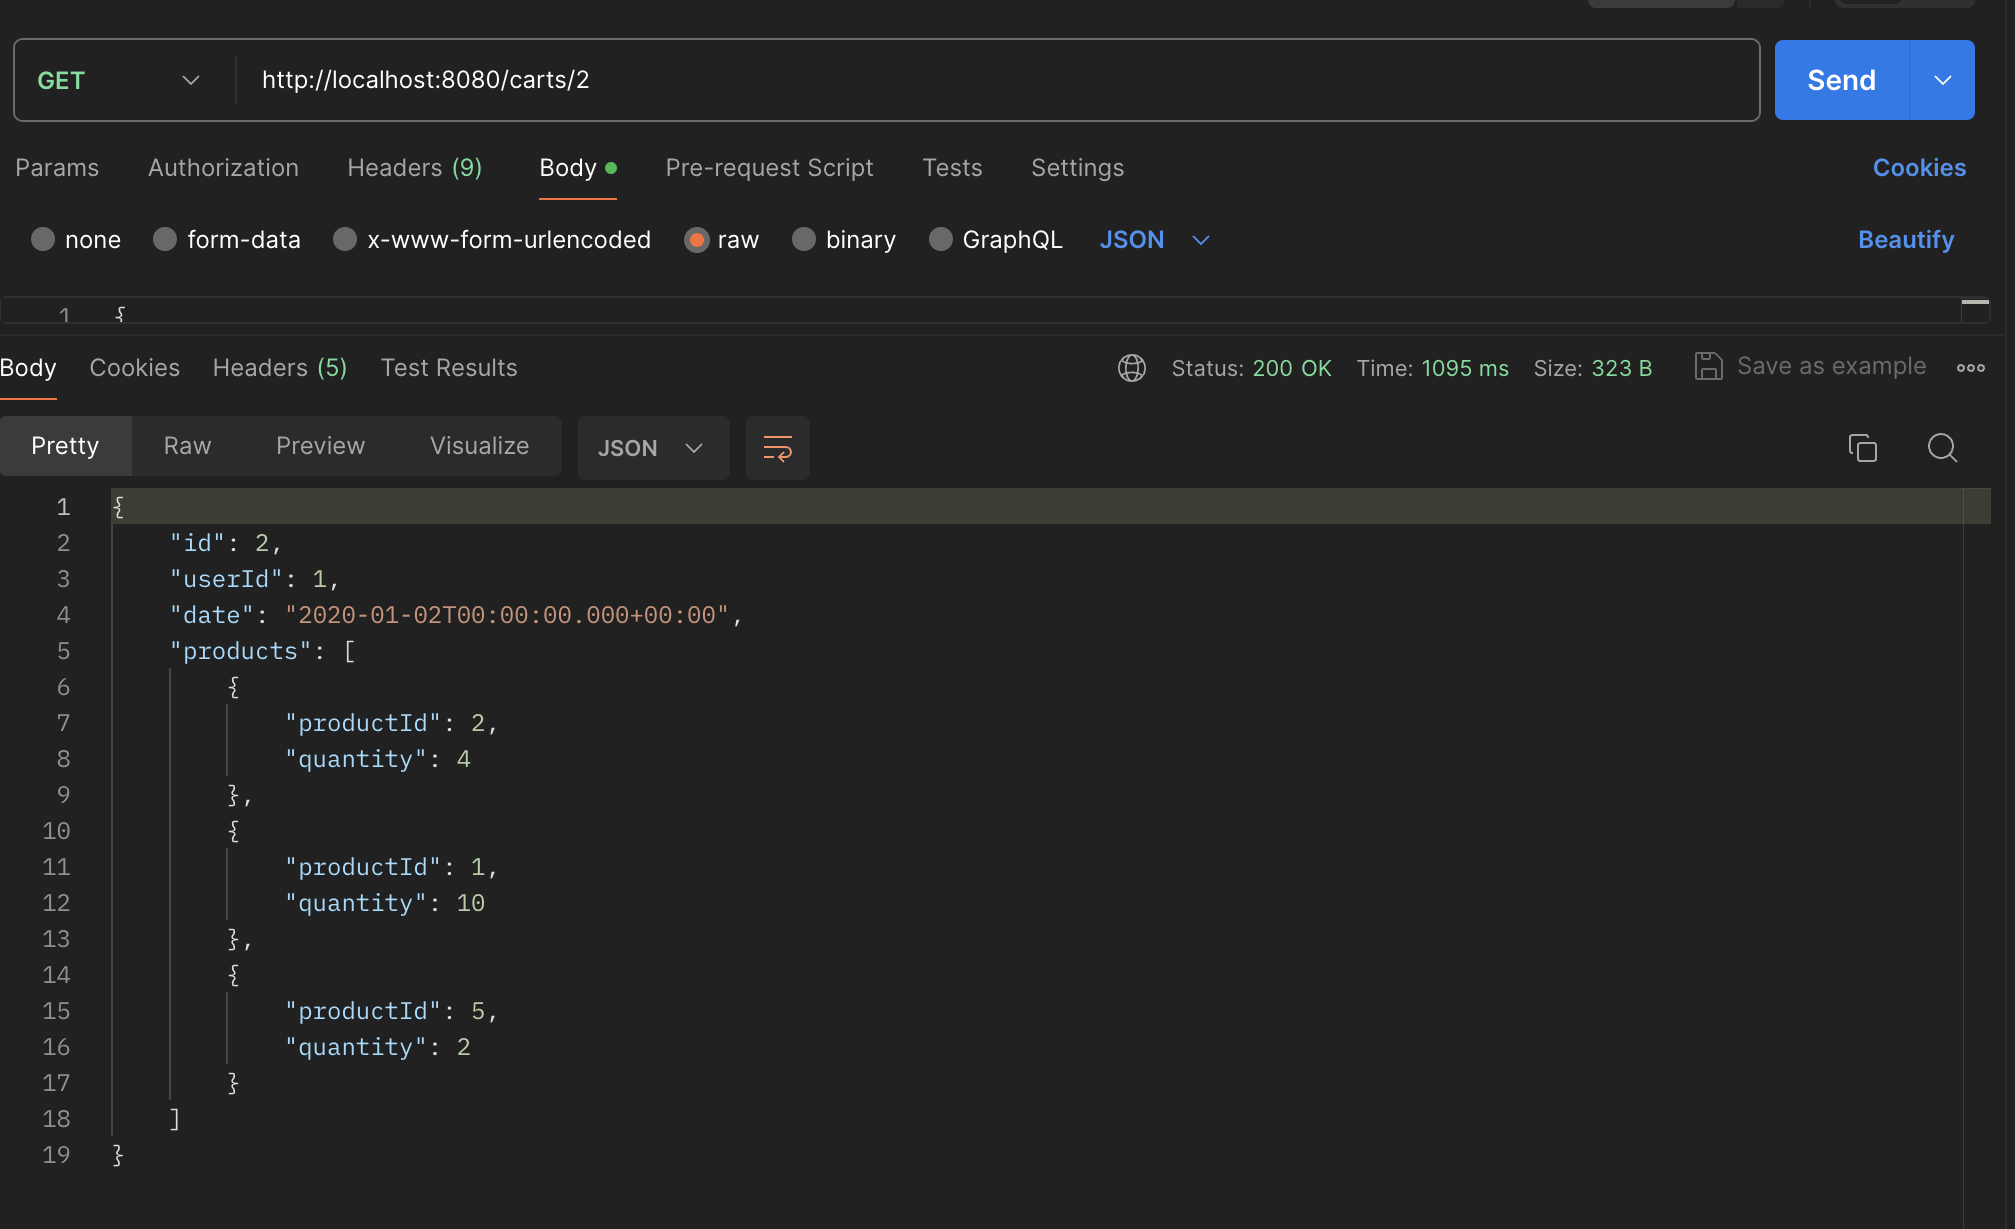 GET http://localhost:8080/carts/2 Send
Params Authorization Headers (9) Body Pre-request Script Tests Settings Cookies
none form-data x-www-form-urlencoded raw binary GraphQL JSON Beautify
1 {
Body Cookies Headers (5) Test Results Status: 200 OK Time: 1095 ms Size: 323 B Save as example
Pretty Raw Preview Visualize JSON
1 {
2 "id": 2,
3 "userId": 1,
4 "date": "2020-01-02T00:00:00.000+00:00",
5 "products": [
6 {
7 "productId": 2,
8 "quantity": 4
9 },
10 {
11 "productId": 1,
12 "quantity": 10
13 },
14 {
15 "productId": 5,
16 "quantity": 2
17 }
18 ]
19 }